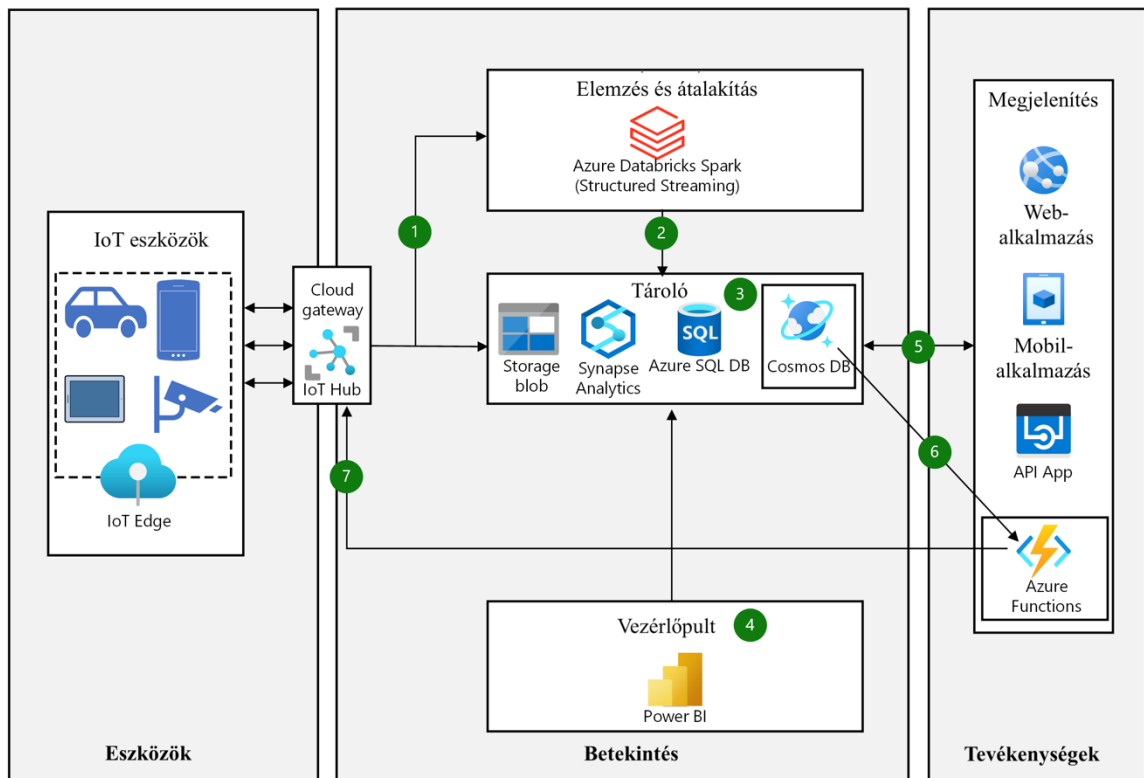 Elemzés és átalakítás
Azure Databricks Spark
(Structured Streaming)
Megjelenítés
Web-
alkalmazás
Mobil-
alkalmazás
API App
Azure
Functions
IoT eszközök
IoT Edge
Cloud
gateway
IoT Hub
1
2
Tároló
3
Storage
blob
Synapse
Analytics
SQL
Azure SQL DB
Cosmos DB
5
6
7
Vezérlőpult
4
Power BI
Eszközök
Betekintés
Tevékenységek